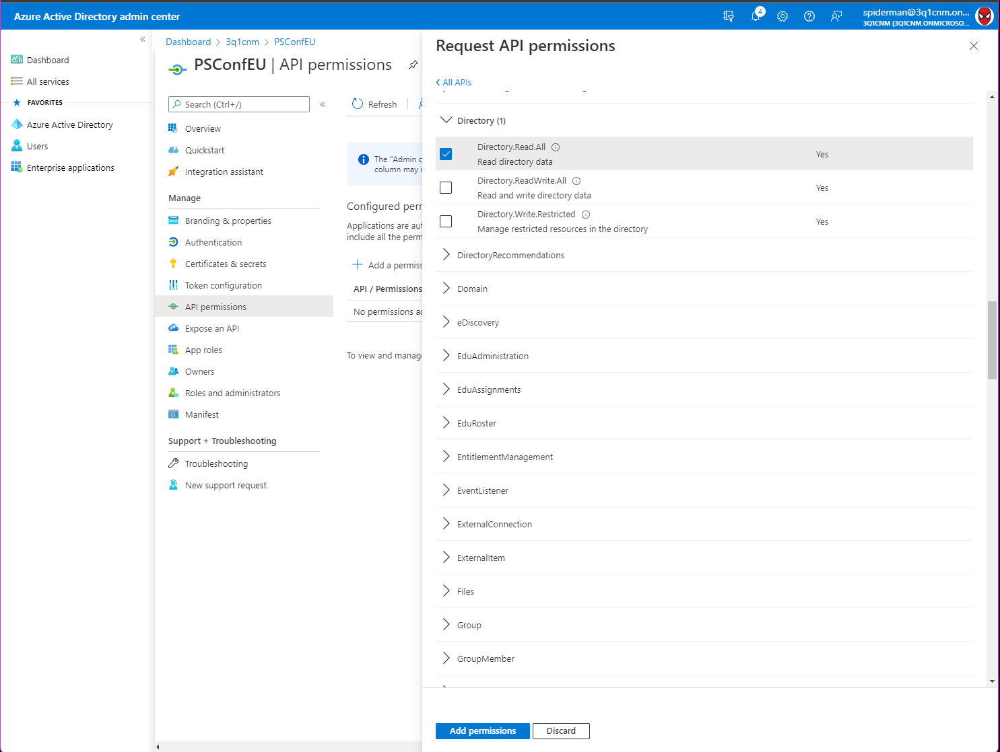 Azure Active Directory admin center
4
spiderman@3q1cnm.on...
3Q1CNM (3Q1CNM.ONMICROSO...
Dashboard
All services
FAVORITES
Azure Active Directory
Users
Enterprise applications
Dashboard > 3q1cnm > PSConfEU
PSConfEU | API permissions
Search (Ctrl+/)
Overview
Quickstart
Integration assistant
Manage
Branding & properties
Authentication
Certificates & secrets
Token configuration
API permissions
Expose an API
App roles
Owners
Roles and administrators
Manifest
Support + Troubleshooting
Troubleshooting
New support request
Refresh
The "Admin c
column may r
Configured perr
Applications are aut
include all the perm
Add a permiss
API / Permissions
No permissions ad
To view and manage
Request API permissions
All APIs
Directory (1)
Directory.Read.All
Read directory data
Yes
Directory.ReadWrite.All
Read and write directory data
Yes
Directory.Write.Restricted
Manage restricted resources in the directory
Yes
DirectoryRecommendations
Domain
eDiscovery
EduAdministration
EduAssignments
EduRoster
EntitlementManagement
EventListener
ExternalConnection
ExternalItem
Files
Group
GroupMember
Add permissions
Discard